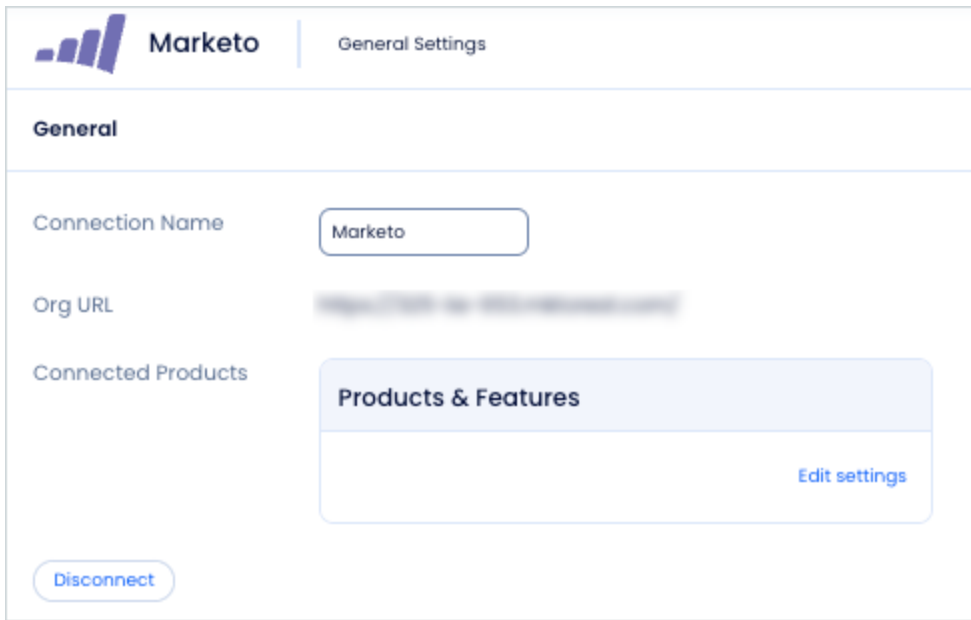 Marketo
General Settings
General
Connection Name
Marketo
Org URL
Connected Products
Products & Features
Edit settings
Disconnect